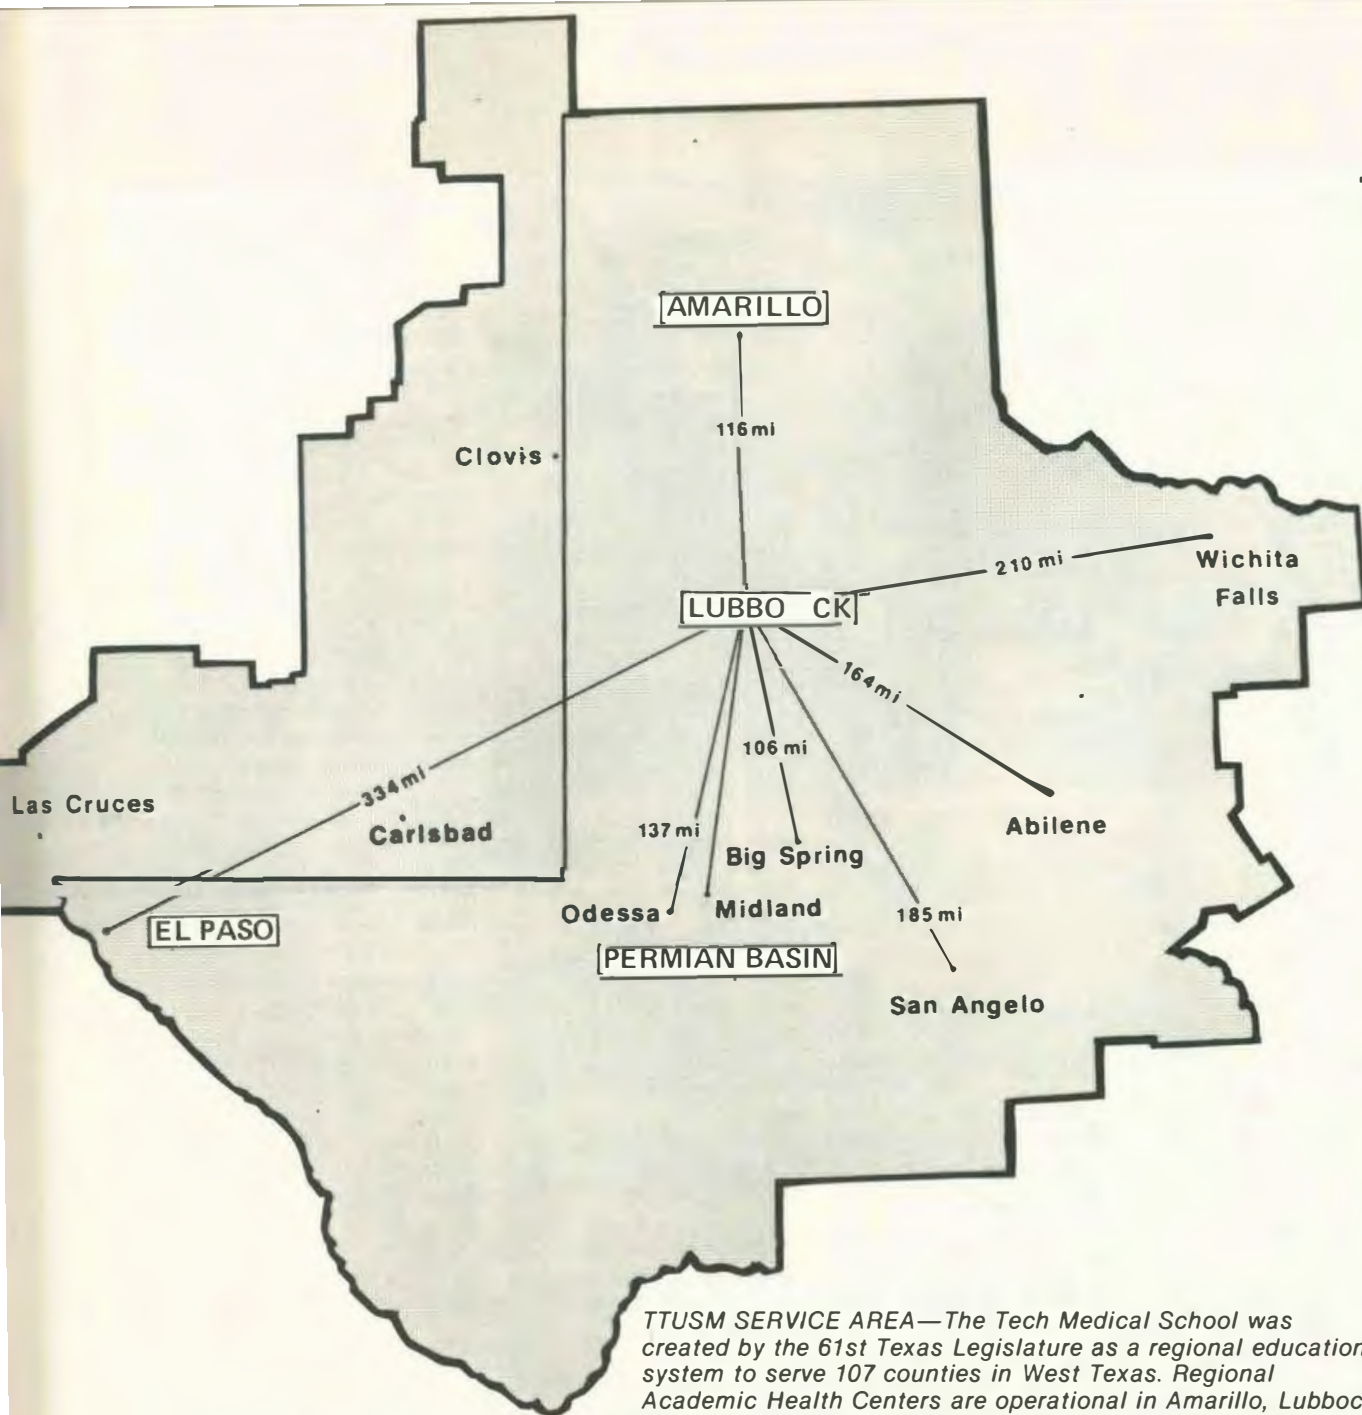 [AMARILLO]
116 mi
Clovis
210 mi
Wichita
Falls
[LUBBO CK]
164 mi
106 mi
334 mi
Las Cruces
Carlsbad
137 mi
Big Spring
Abilene
Odessa
Midland
185 mi
EL PASO
[PERMIAN BASIN]
San Angelo
TTUSM SERVICE AREA—The Tech Medical School was
created by the 61st Texas Legislature as a regional education
system to serve 107 counties in West Texas. Regional
Academic Health Centers are operational in Amarillo, Lubboc